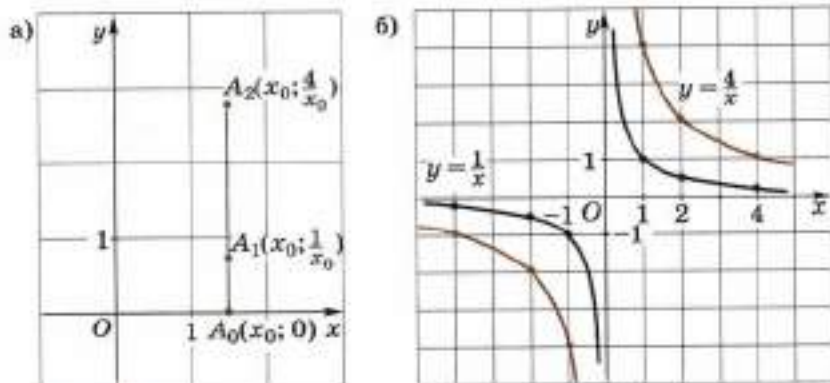 а)
y
A₂(x₀; 4/x₀)
1
A₁(x₀; 1/x₀)
O
1
A₀(x₀; 0)
x
б)
y
y = 4/x
1
y = 1/x
-1
O
1
2
4
x
-1